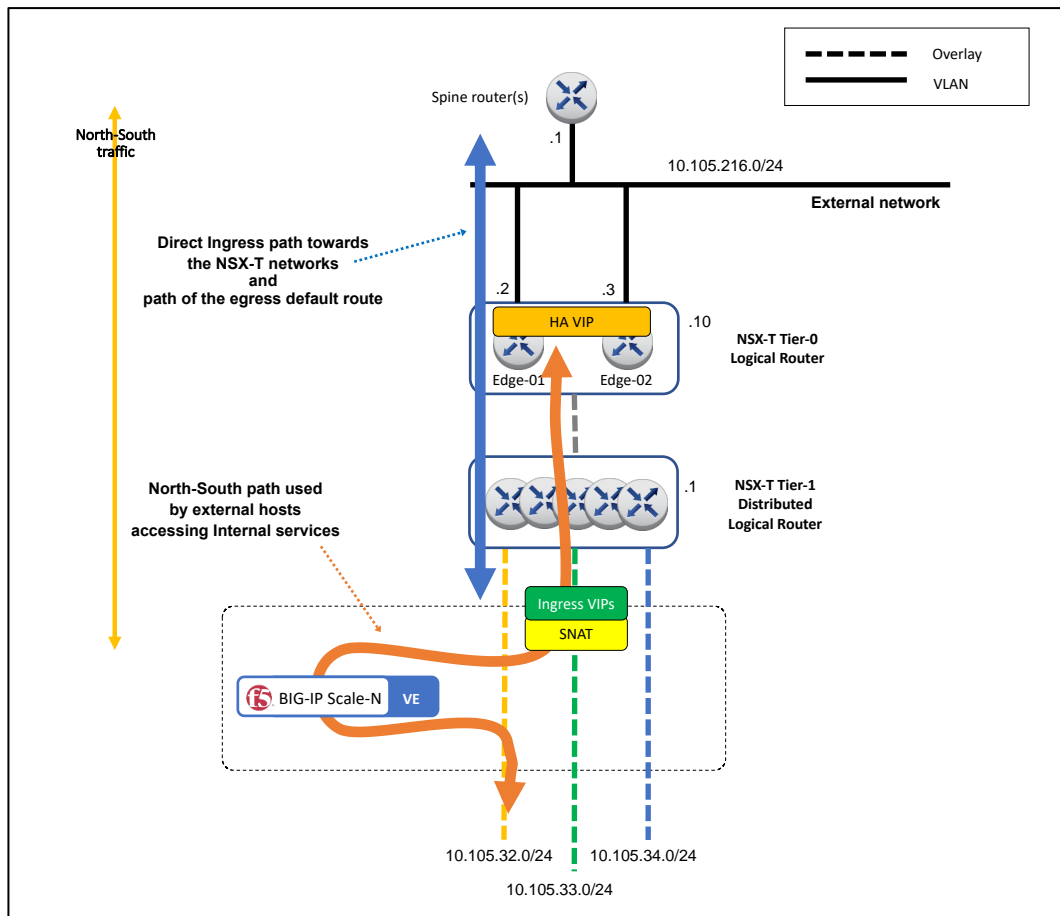 Overlay
VLAN
Spine router(s)
North-South
traffic
.1
10.105.216.0/24
External network
Direct Ingress path towards
the NSX-T networks
and
path of the egress default route
.2
.3
HA VIP
.10
NSX-T Tier-0
Logical Router
Edge-01
Edge-02
.1
NSX-T Tier-1
Distributed
Logical Router
North-South path used
by external hosts
accessing Internal services
Ingress VIPs
SNAT
f5
BIG-IP Scale-N
VE
10.105.32.0/24
10.105.34.0/24
10.105.33.0/24